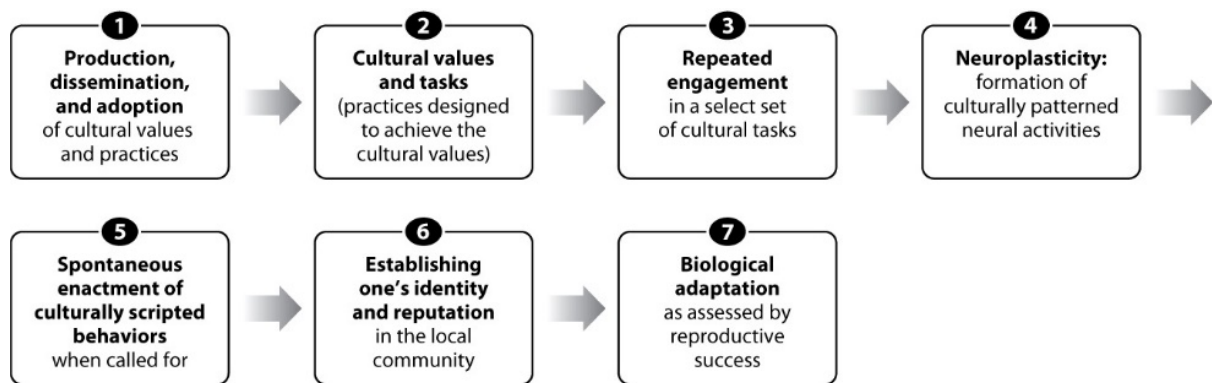 1
Production,
dissemination,
and adoption
of cultural values
and practices
2
Cultural values
and tasks
(practices designed
to achieve the
cultural values)
3
Repeated
engagement
in a select set
of cultural tasks
4
Neuroplasticity:
formation of
culturally patterned
neural activities
5
Spontaneous
enactment of
culturally scripted
behaviors
when called for
6
Establishing
one's identity
and reputation
in the local
community
7
Biological
adaptation
as assessed by
reproductive
success